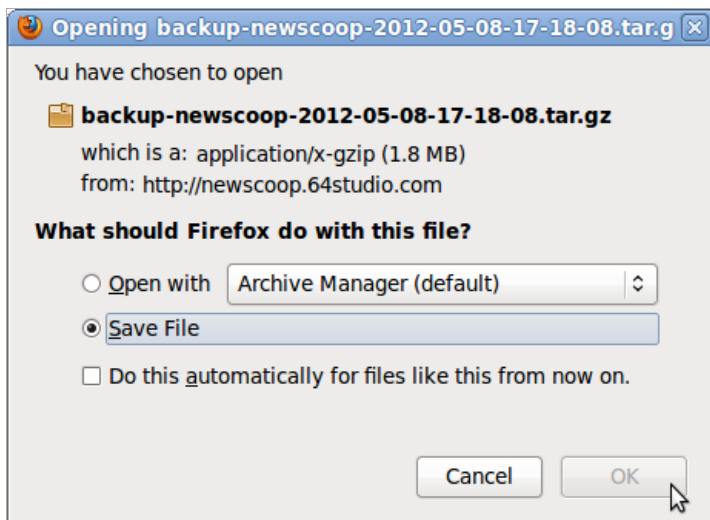 Opening backup-newscoop-2012-05-08-17-18-08.tar.g
You have chosen to open
backup-newscoop-2012-05-08-17-18-08.tar.gz
which is a: application/x-gzip (1.8 MB)
from: http://newscoop.64studio.com
What should Firefox do with this file?
Open with Archive Manager (default)
Save File
Do this automatically for files like this from now on.
Cancel OK